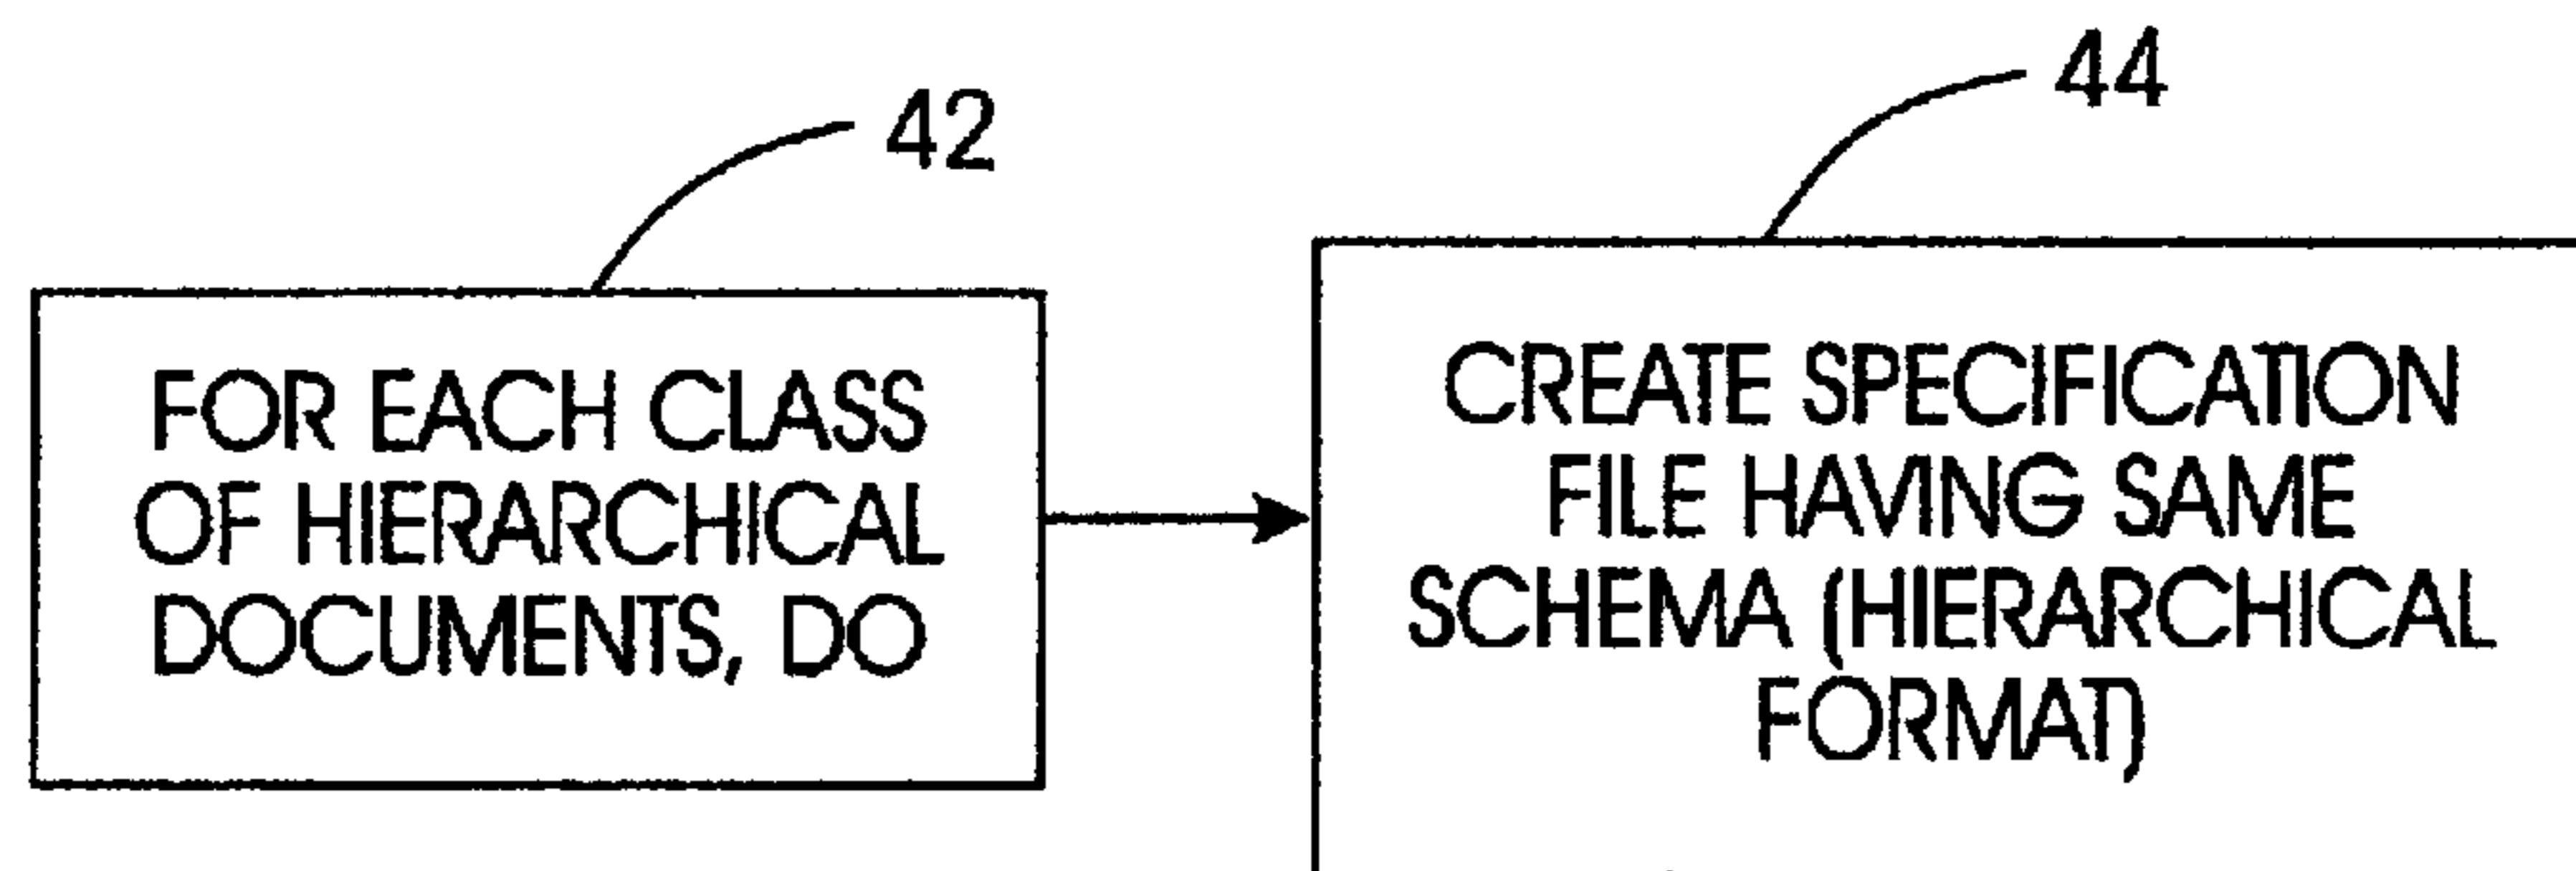 42
FOR EACH CLASS
OF HIERARCHICAL
DOCUMENTS, DO
44
CREATE SPECIFICATION
FILE HAVING SAME
SCHEMA (HIERARCHICAL
FORMAT)